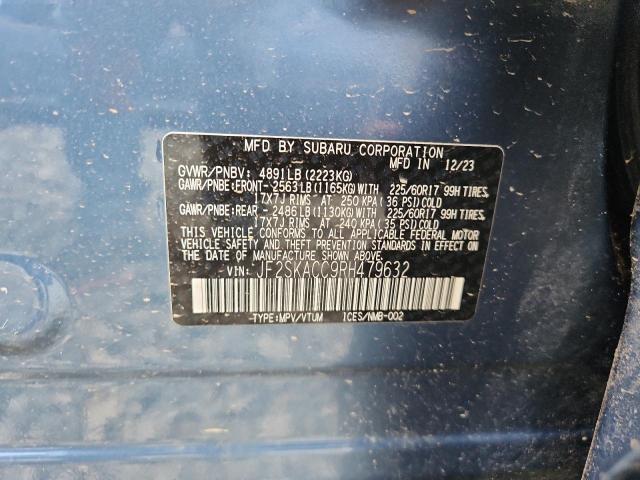 MFD BY SUBARU CORPORATION
MFD IN 12/23
GVWR/PNBV: 4891LB (2223KG)
GAWR/PNBE:FRONT-2563LB(1165KG)WITH 225/60R17 99H TIRES,
17X7J RIMS AT 250 KPA (36 PSI)COLD
GAWR/PNBE:REAR -2486LB(1130KG)WITH 225/60R17 99H TIRES,
17X7J RIMS AT 240 KPA (35 PSI)COLD
THIS VEHICLE CONFORMS TO ALL APPLICABLE FEDERAL MOTOR
VEHICLE SAFETY AND THEFT PREVENTION STANDARDS IN EFFECT
ON THE DATE OF MANUFACTURE SHOWN ABOVE.
VIN: JF2SKACC9RH479632
TYPE:MPV/VTUM ICES/NMB-002